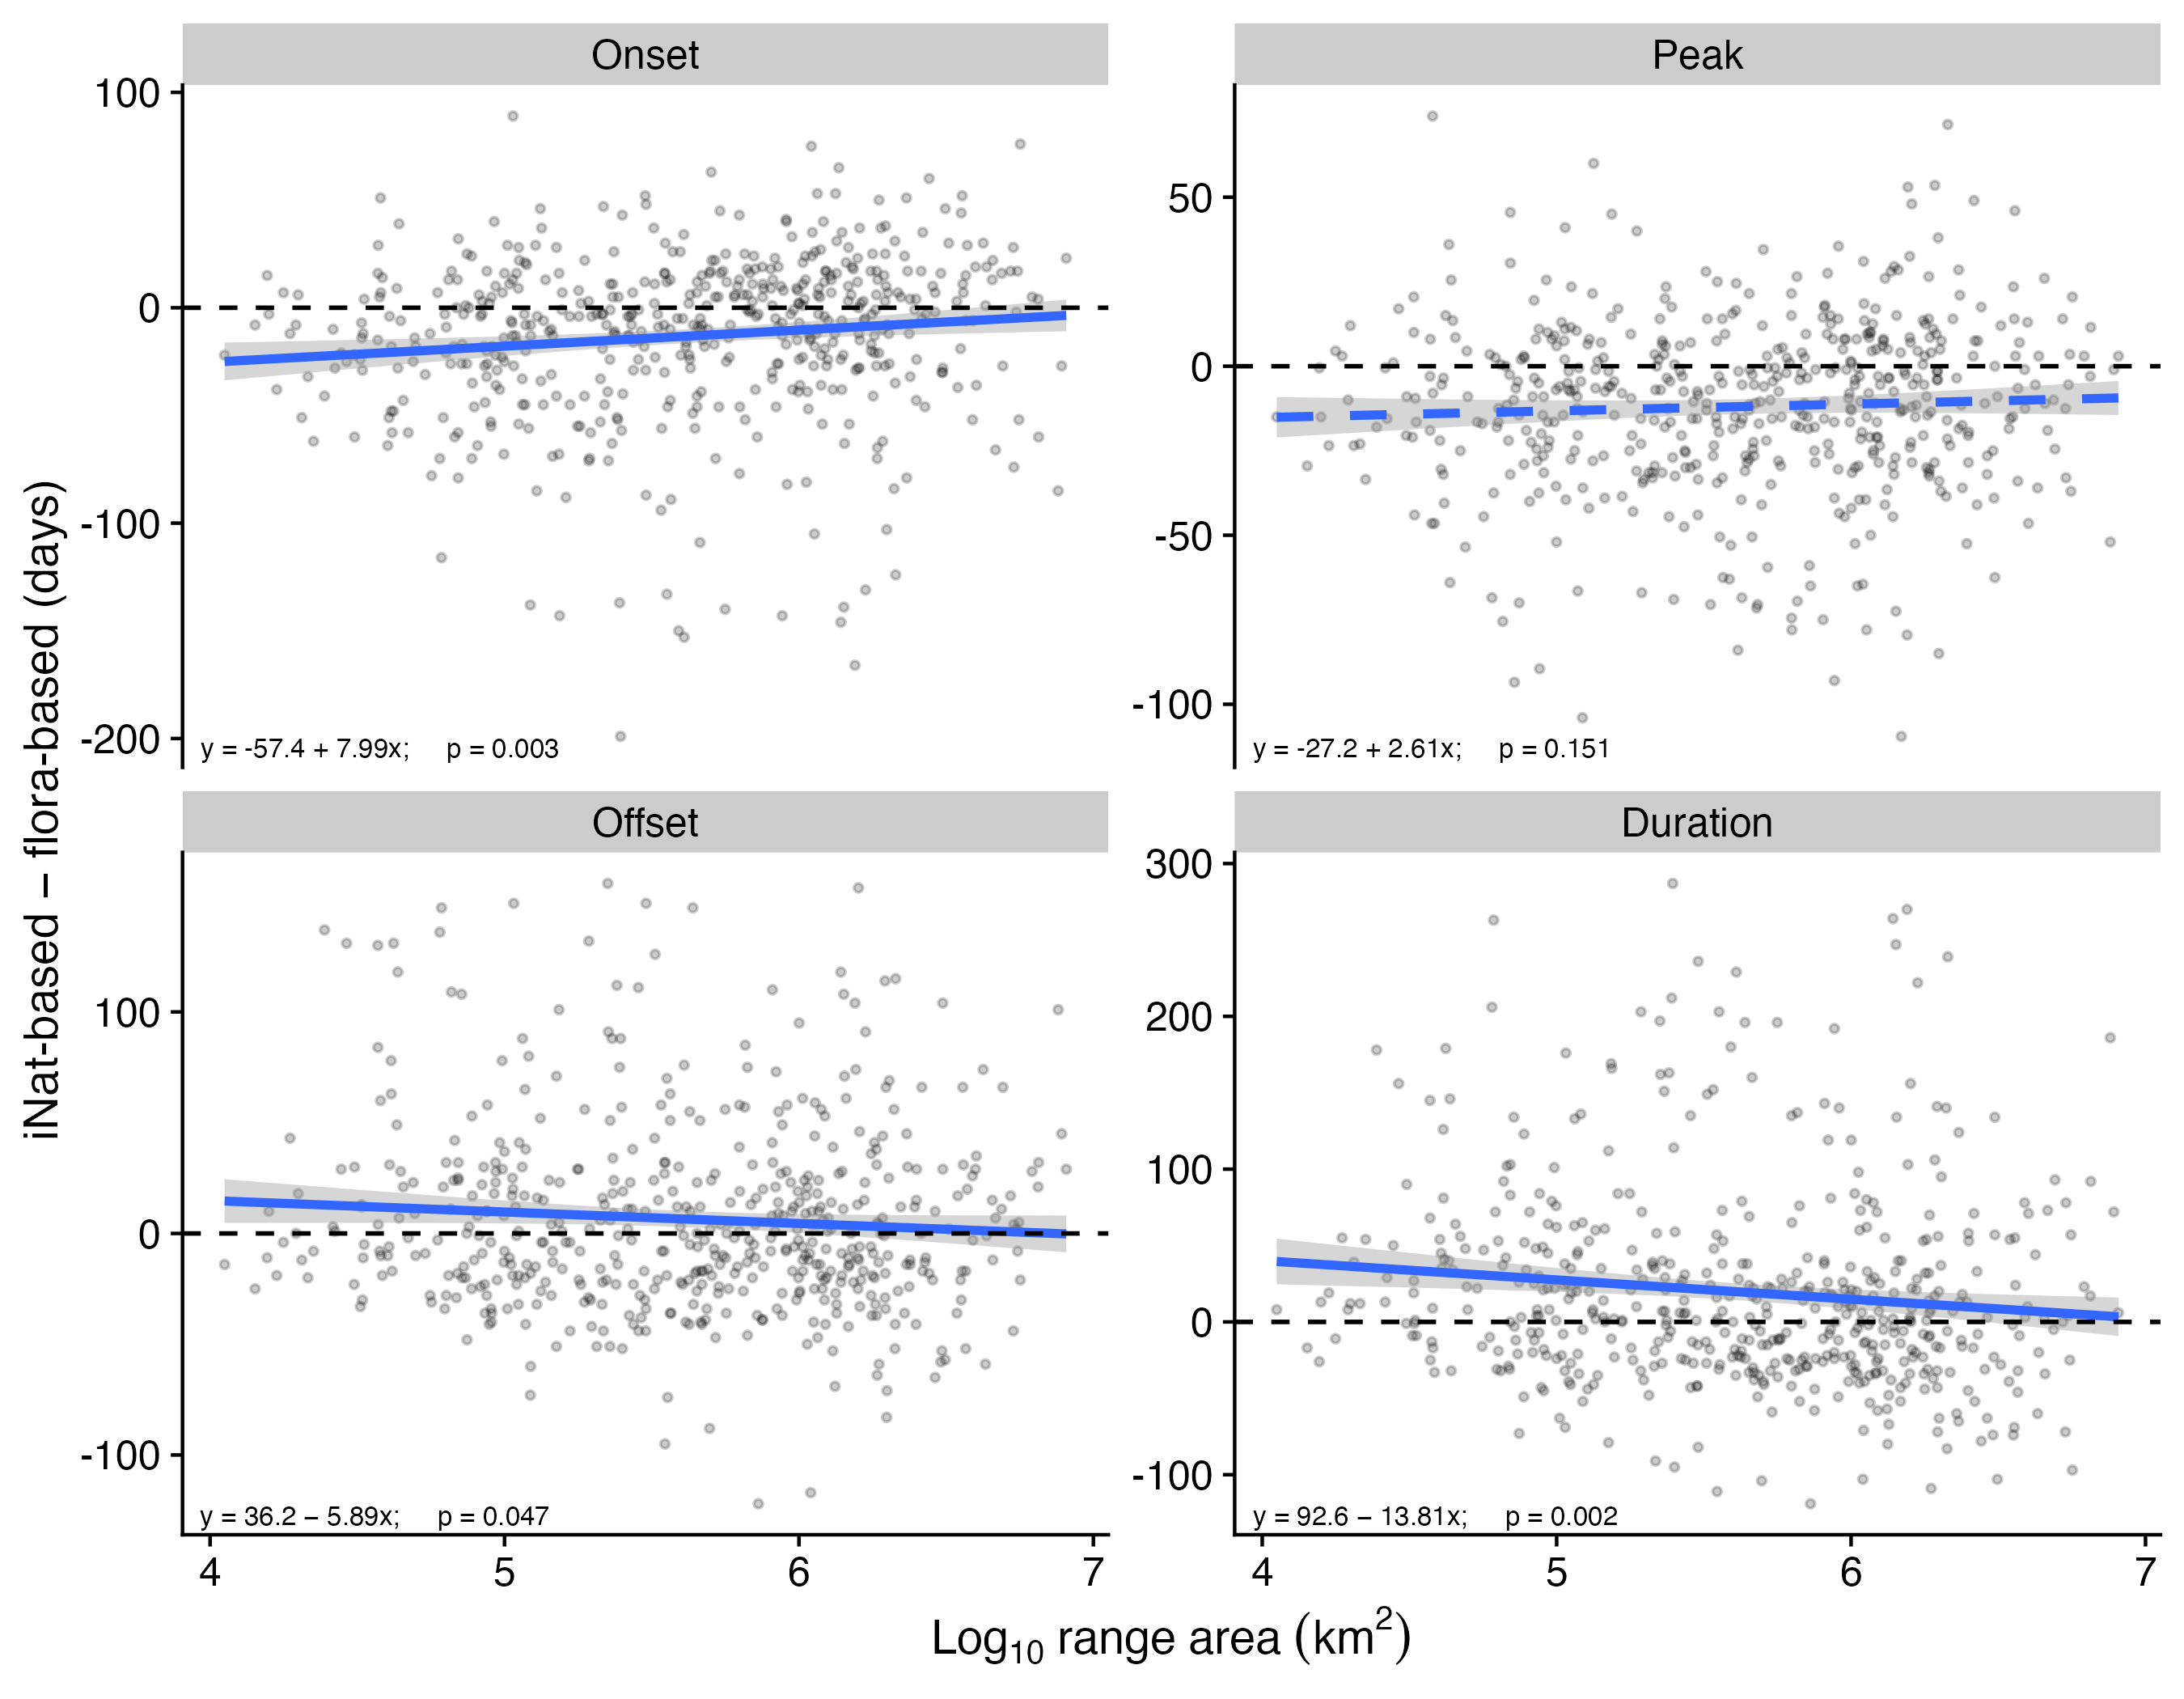 Onset
Peak
100
0
-100
-200
50
0
-50
-100
y = -57.4 + 7.99x; p = 0.003
y = -27.2 + 2.61x; p = 0.151
iNat-based − flora-based (days)
Offset
Duration
100
0
-100
300
200
100
0
-100
y = 36.2 − 5.89x; p = 0.047
y = 92.6 − 13.81x; p = 0.002
4 5 6 7
4 5 6 7
Log₁₀ range area (km²)